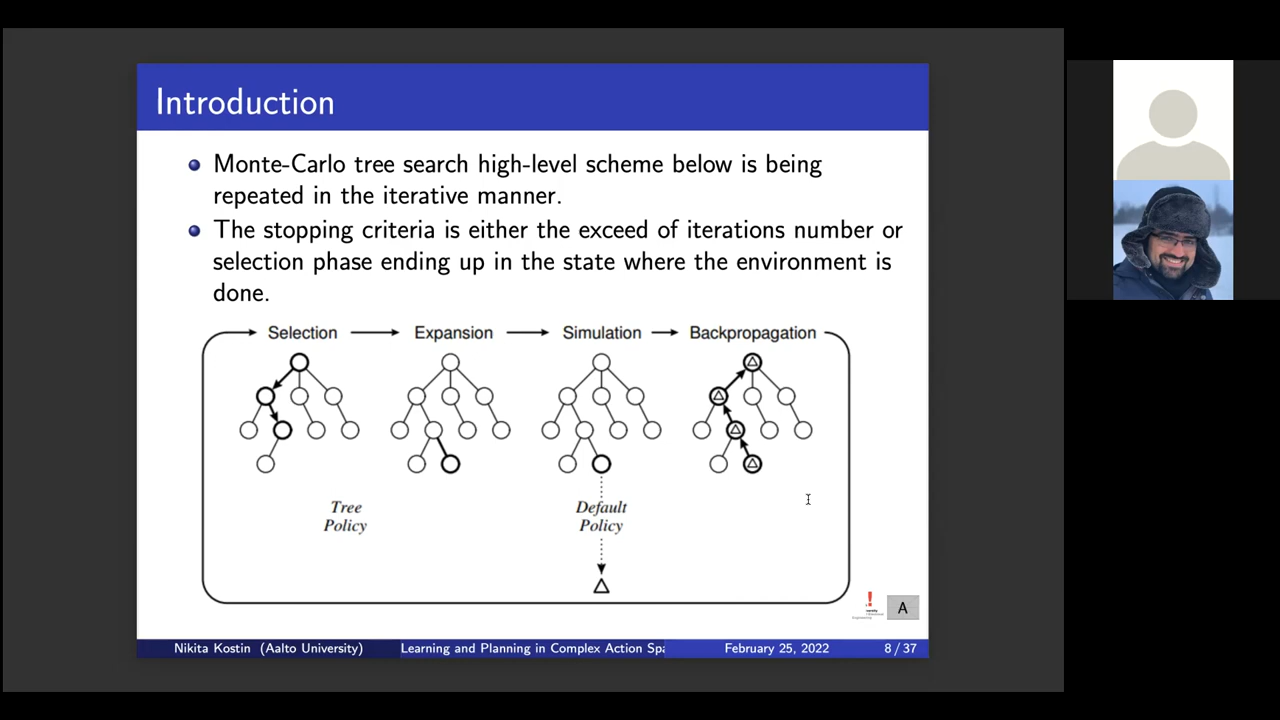 Introduction
Monte-Carlo tree search high-level scheme below is being
repeated in the iterative manner.
The stopping criteria is either the exceed of iterations number or
selection phase ending up in the state where the environment is
done.
Selection Expansion Simulation Backpropagation
Tree
Policy
Default
Policy
A
Nikita Kostin (Aalto University) Learning and Planning in Complex Action Spa February 25, 2022 8 / 37